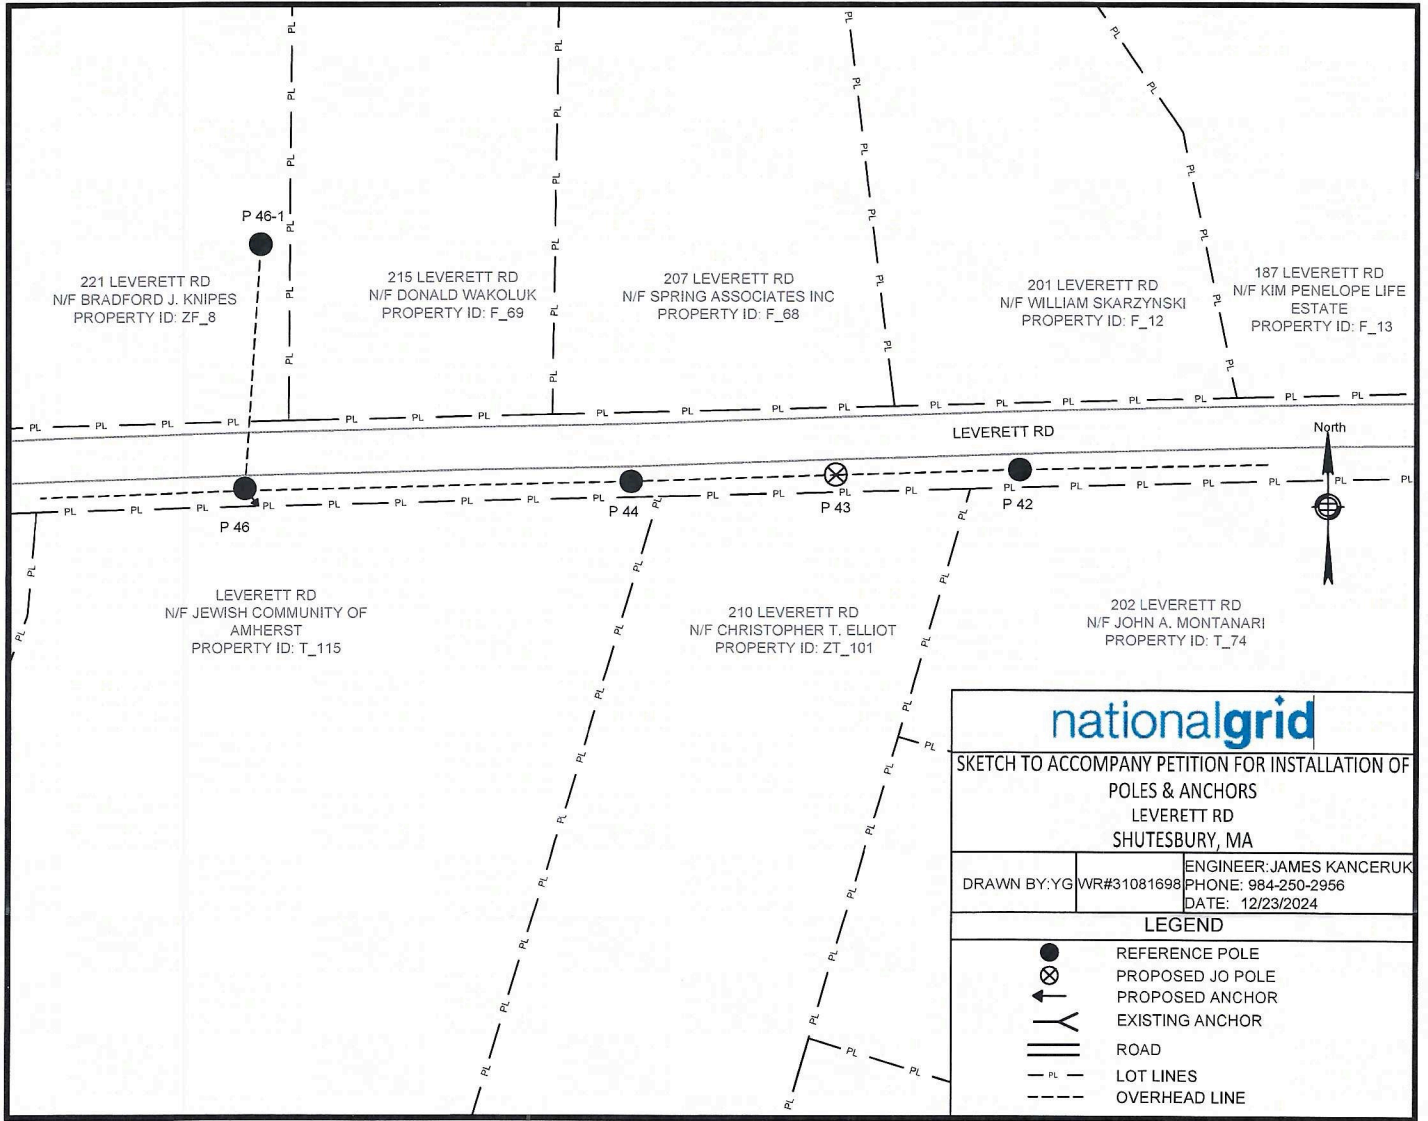 P 46-1
221 LEVERETT RD
N/F BRADFORD J. KNIPES
PROPERTY ID: ZF_8
215 LEVERETT RD
N/F DONALD WAKOLUK
PROPERTY ID: F_69
207 LEVERETT RD
N/F SPRING ASSOCIATES INC
PROPERTY ID: F_68
201 LEVERETT RD
N/F WILLIAM SKARZYNSKI
PROPERTY ID: F_12
187 LEVERETT RD
N/F KIM PENELOPE LIFE
ESTATE
PROPERTY ID: F_13
LEVERETT RD
North
P 46
P 44
P 43
P 42
LEVERETT RD
N/F JEWISH COMMUNITY OF
AMHERST
PROPERTY ID: T_115
210 LEVERETT RD
N/F CHRISTOPHER T. ELLIOT
PROPERTY ID: ZT_101
202 LEVERETT RD
N/F JOHN A. MONTANARI
PROPERTY ID: T_74
PL
nationalgrid
SKETCH TO ACCOMPANY PETITION FOR INSTALLATION OF
POLES & ANCHORS
LEVERETT RD
SHUTESBURY, MA
DRAWN BY:YG
WR#31081698
ENGINEER:JAMES KANCERUK
PHONE: 984-250-2956
DATE: 12/23/2024
LEGEND
REFERENCE POLE
PROPOSED JO POLE
PROPOSED ANCHOR
EXISTING ANCHOR
ROAD
PL LOT LINES
OVERHEAD LINE